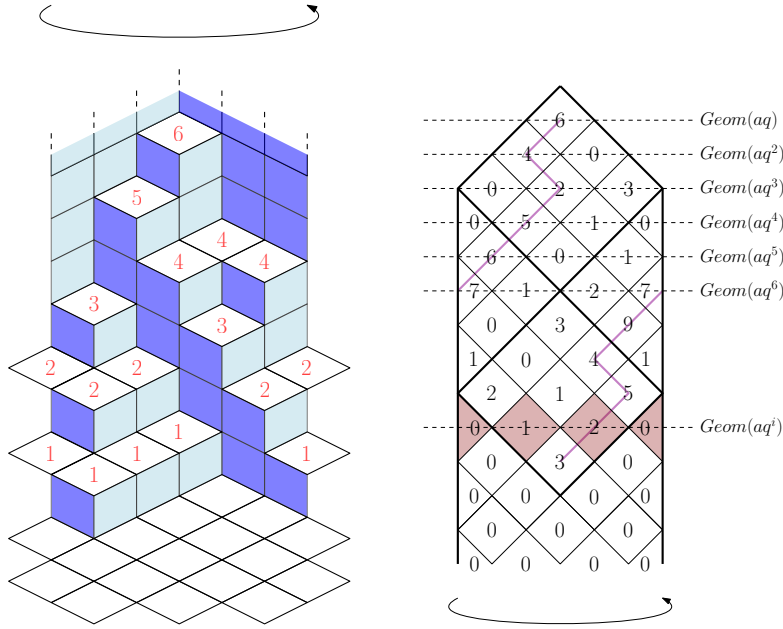 6
5
4
4 4
3
3
2 2 2
2 2
1
1 1 1
1
6 Geom(aq)
4 0 Geom(aq²)
0 2 3 Geom(aq³)
0 5 1 0 Geom(aq⁴)
6 0 1 Geom(aq⁵)
7 1 2 7 Geom(aq⁶)
0 3 9
1 0 4 1
2 1 5
0 1 2 0 Geom(aqⁱ)
0 3 0
0 0 0 0
0 0 0
0 0 0 0